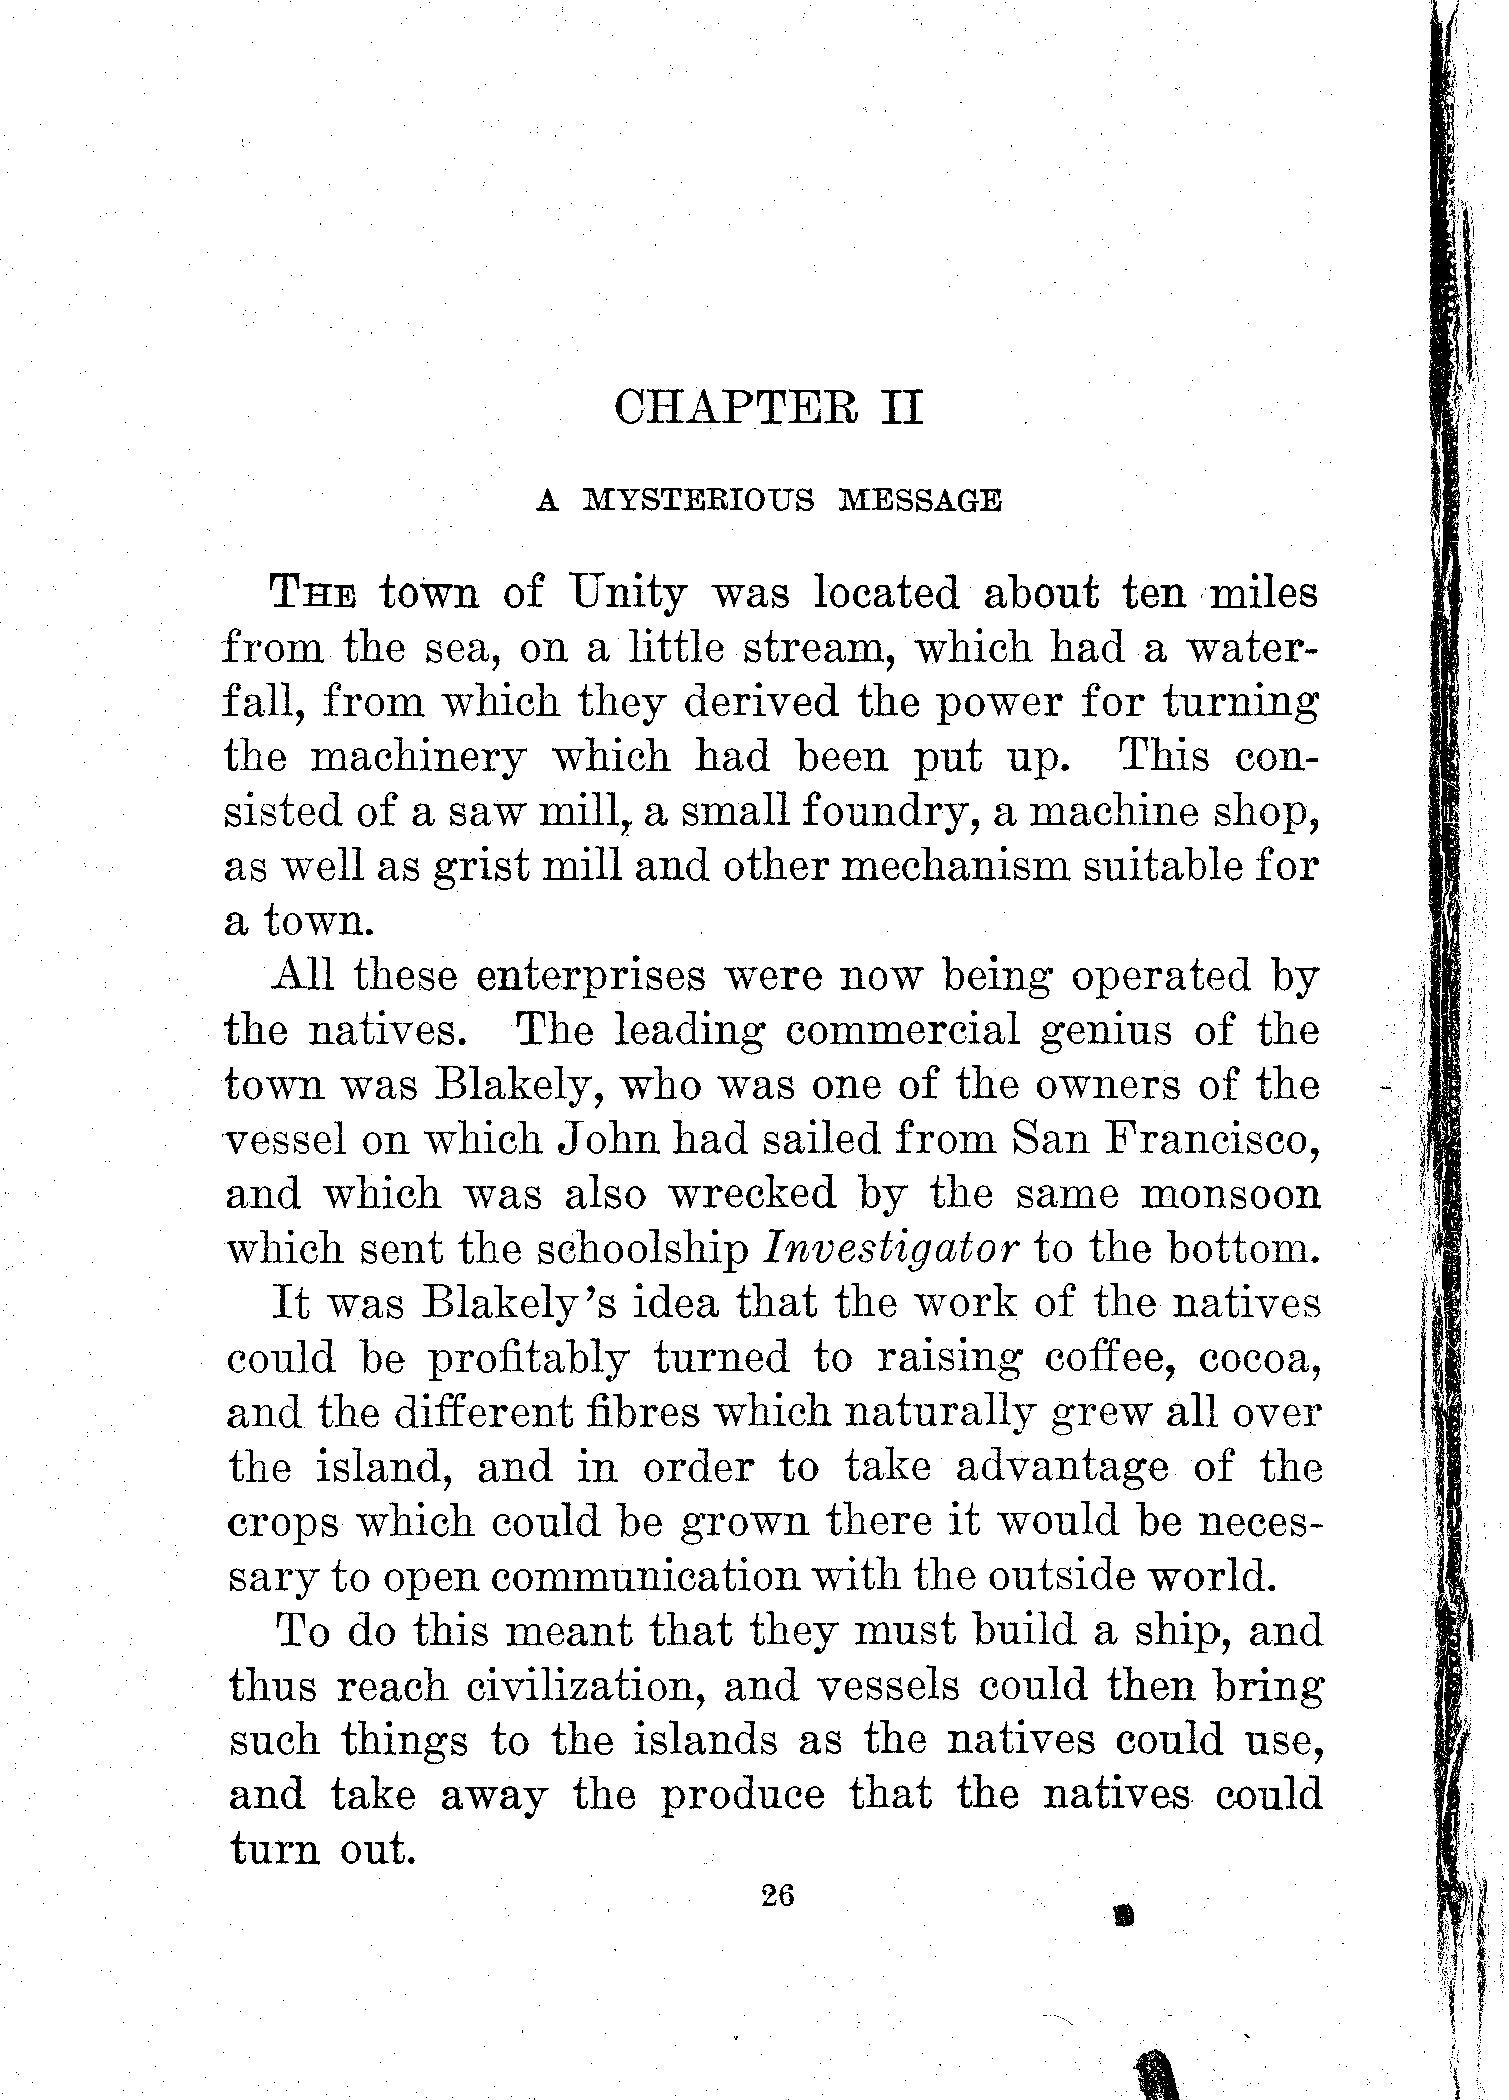 CHAPTER II
A MYSTERIOUS MESSAGE
THE town of Unity was located about ten miles
from the sea, on a little stream, which had a water-
fall, from which they derived the power for turning
the machinery which had been put up. This con-
sisted of a saw mill, a small foundry, a machine shop,
as well as grist mill and other mechanism suitable for
a town.
All these enterprises were now being operated by
the natives. The leading commercial genius of the
town was Blakely, who was one of the owners of the
vessel on which John had sailed from San Francisco,
and which was also wrecked by the same monsoon
which sent the schoolship Investigator to the bottom.
It was Blakely's idea that the work of the natives
could be profitably turned to raising coffee, cocoa,
and the different fibres which naturally grew all over
the island, and in order to take advantage of the
crops which could be grown there it would be neces-
sary to open communication with the outside world.
To do this meant that they must build a ship, and
thus reach civilization, and vessels could then bring
such things to the islands as the natives could use,
and take away the produce that the natives could
turn out.
26